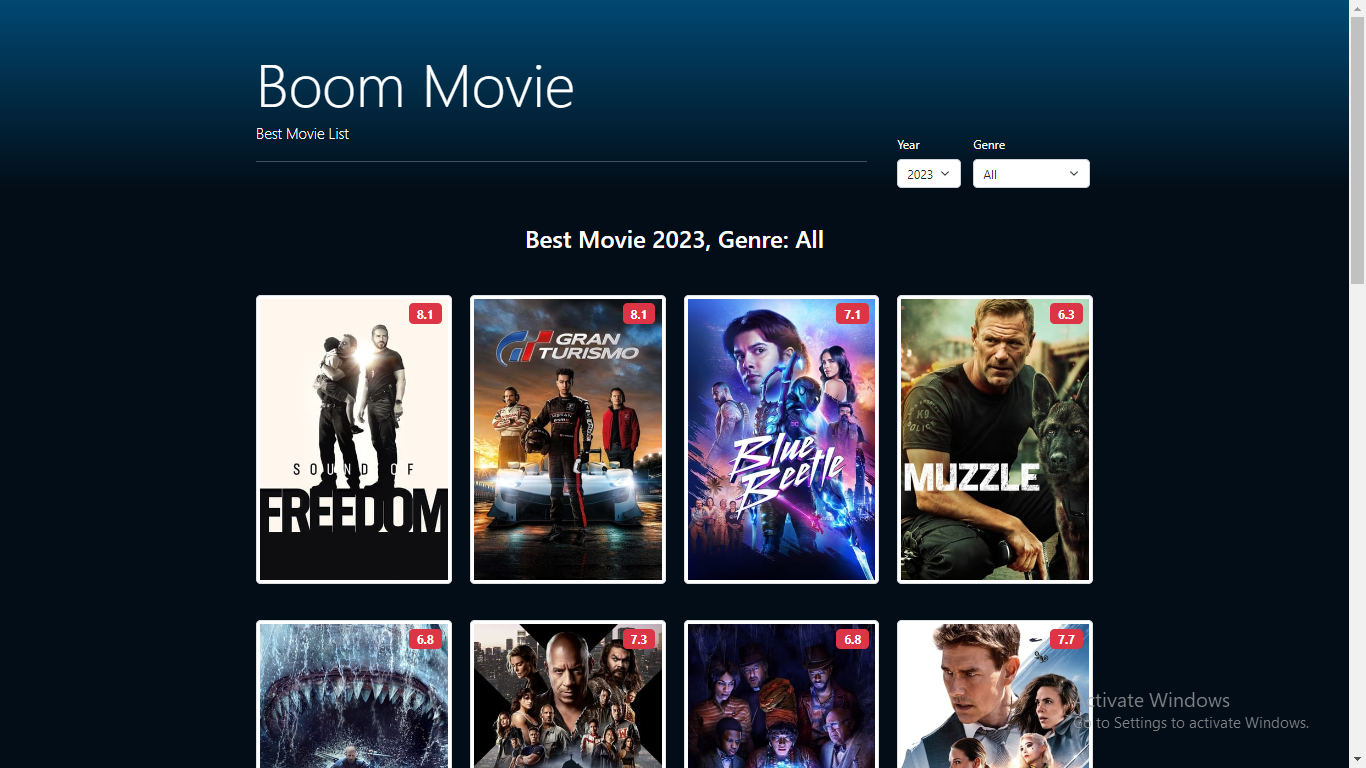 Boom Movie
Best Movie List
Year
Genre
2023
All
Best Movie 2023, Genre: All
8.1
SOUND OF
FREEDOM
8.1
GRAN
TURISMO
7.1
Blue
Beetle
6.3
K9
POLICE
MUZZLE
6.8
7.3
6.8
7.7
Activate Windows
Go to Settings to activate Windows.